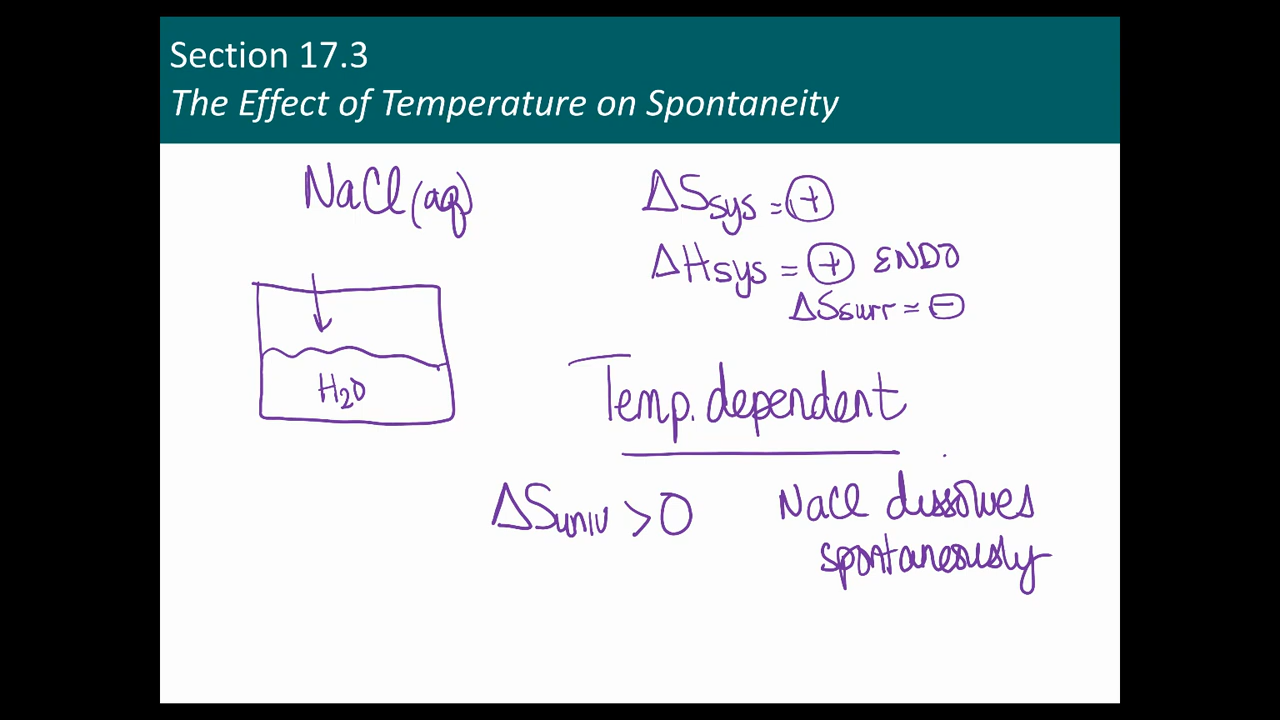 Section 17.3
The Effect of Temperature on Spontaneity
NaCl(aq)
H₂O
ΔSsys = +
ΔHsys = + ENDO
ΔSsurr = −
Temp. dependent
ΔSuniv > 0
NaCl dissolves
spontaneously